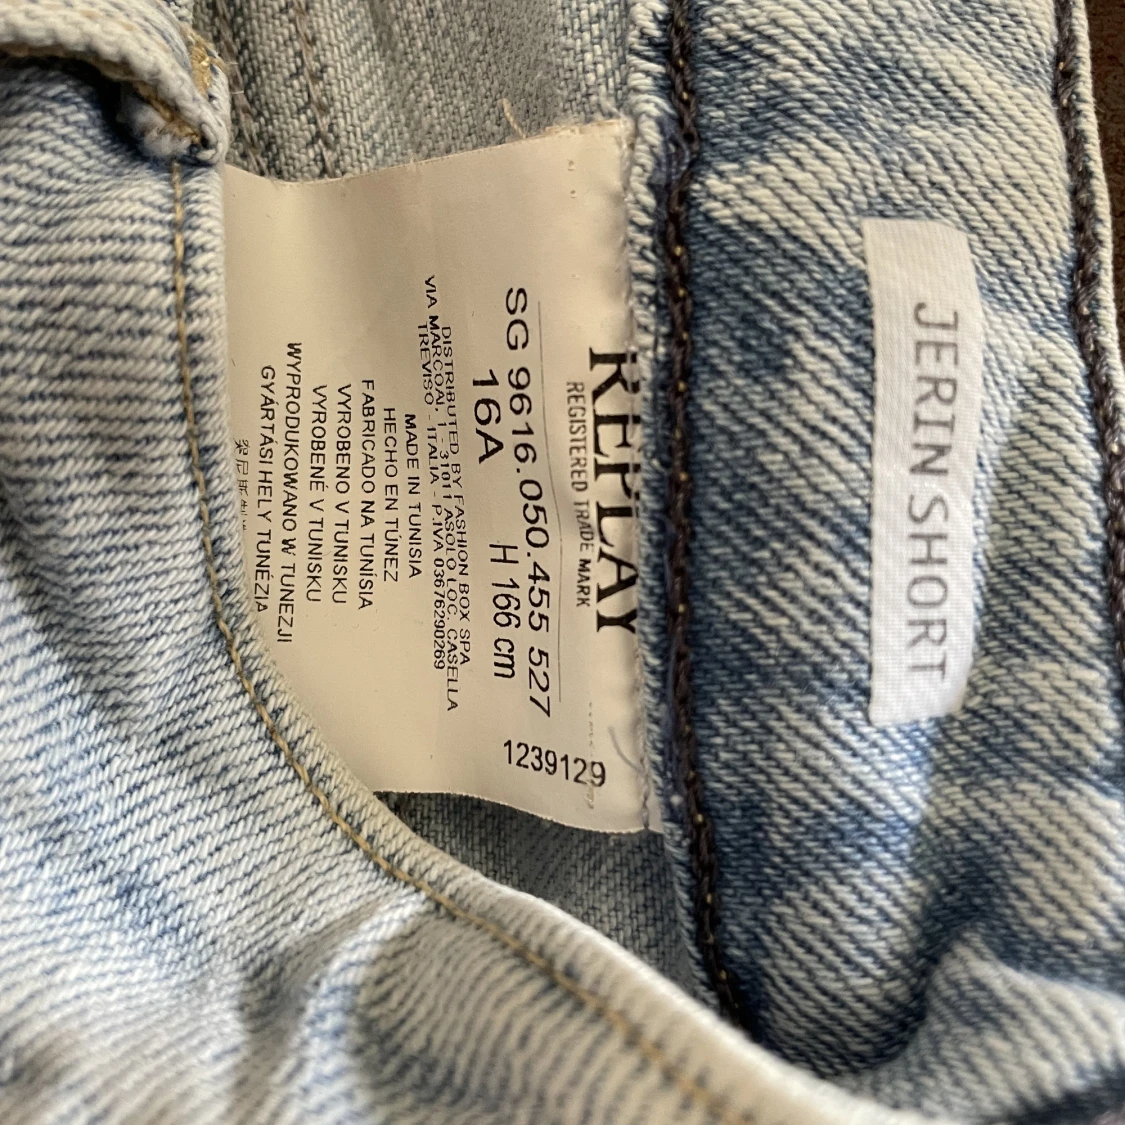 REPLAY
REGISTERED TRADE MARK
1239129
SG 9616.050.455 527
16A H 166 cm
DISTRIBUTED BY FASHION BOX SPA
VIA MARCOAI, 1 - 31011 ASOLO LOC. CASELLA
TREVISO - ITALIA - P.IVA 03676290269
MADE IN TUNISIA
HECHO EN TÚNEZ
FABRICADO NA TUNÍSIA
VYROBENO V TUNISKU
VYROBENÉ V TUNISKU
WYPRODUKOWANO W TUNEZJI
GYÁRTÁSI HELY TUNÉZIA
JERIN SHORT